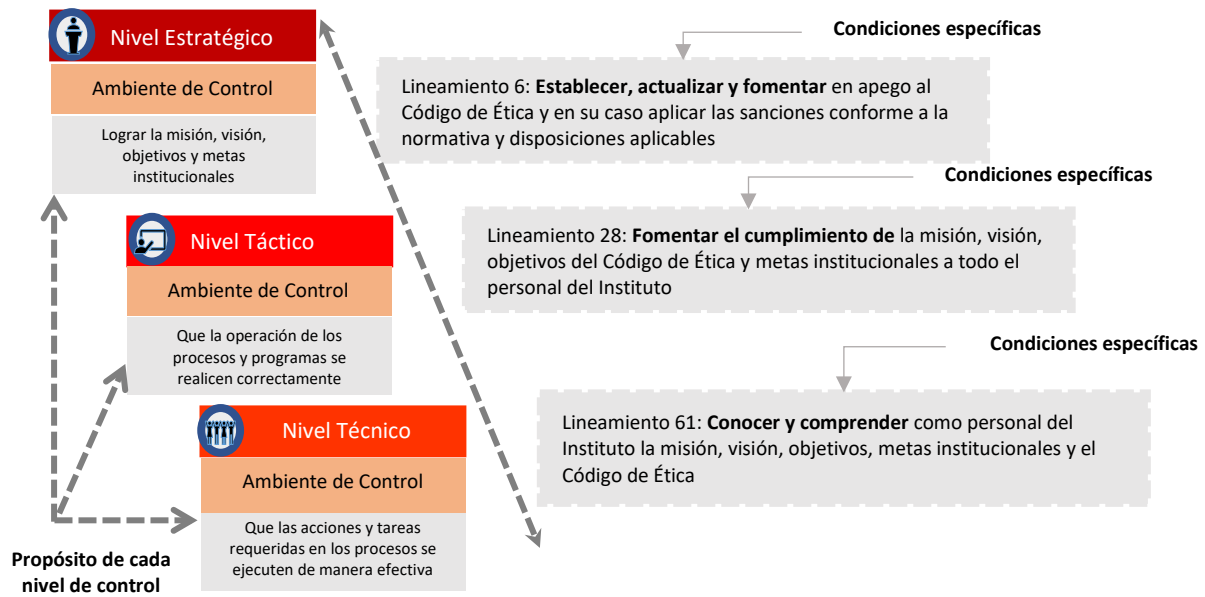 Nivel Estratégico
Ambiente de Control
Lograr la misión, visión,
objetivos y metas
institucionales
Condiciones específicas
Lineamiento 6: Establecer, actualizar y fomentar en apego al
Código de Ética y en su caso aplicar las sanciones conforme a la
normativa y disposiciones aplicables
Nivel Táctico
Ambiente de Control
Que la operación de los
procesos y programas se
realicen correctamente
Condiciones específicas
Lineamiento 28: Fomentar el cumplimiento de la misión, visión,
objetivos del Código de Ética y metas institucionales a todo el
personal del Instituto
Nivel Técnico
Ambiente de Control
Que las acciones y tareas
requeridas en los procesos se
ejecuten de manera efectiva
Condiciones específicas
Lineamiento 61: Conocer y comprender como personal del
Instituto la misión, visión, objetivos, metas institucionales y el
Código de Ética
Propósito de cada
nivel de control